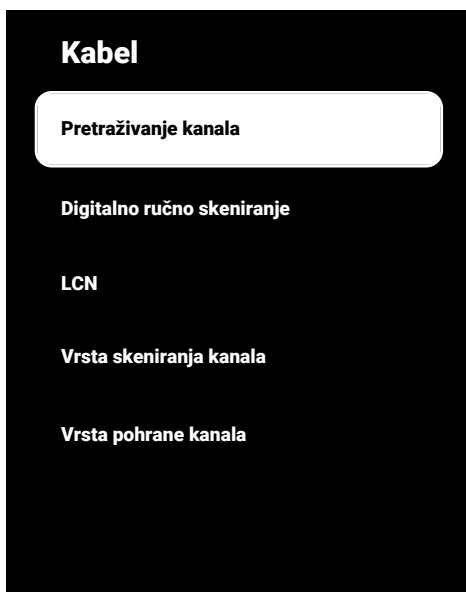 Kabel
Pretraživanje kanala
Digitalno ručno skeniranje
LCN
Vrsta skeniranja kanala
Vrsta pohrane kanala